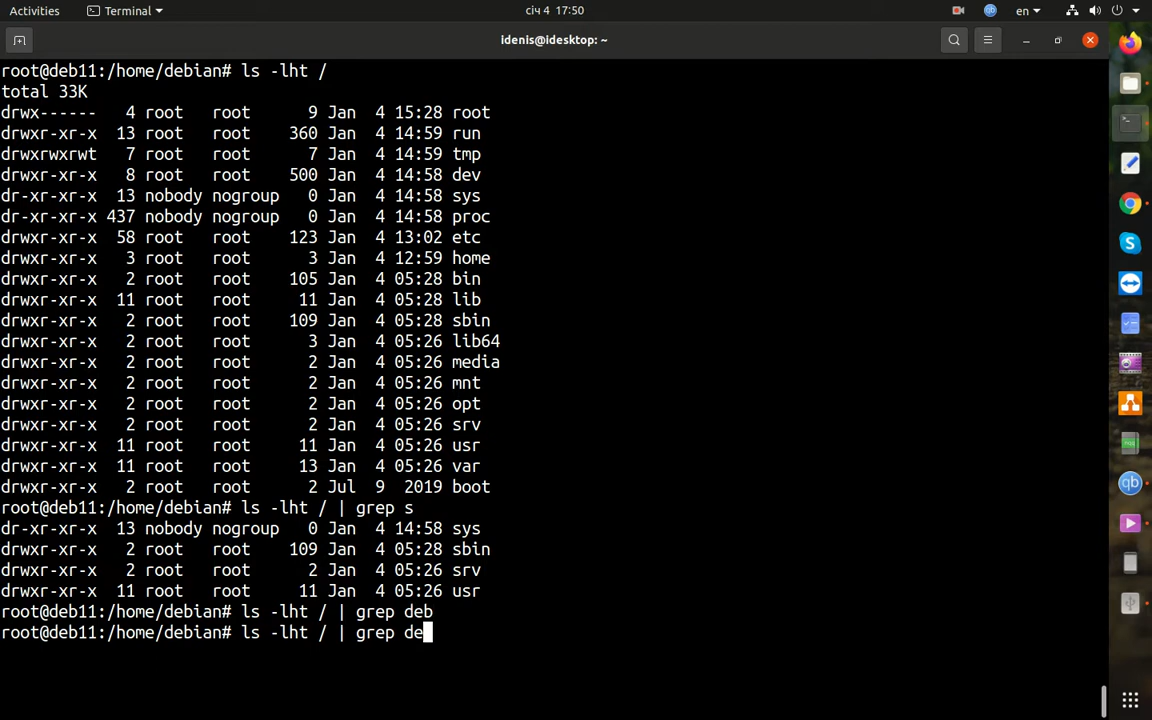 Activities Terminal січ 4 17:50 en
idenis@idesktop: ~
root@deb11:/home/debian# ls -lht /
total 33K
drwx------   4 root   root     9 Jan  4 15:28 root
drwxr-xr-x  13 root   root   360 Jan  4 14:59 run
drwxrwxrwt   7 root   root     7 Jan  4 14:59 tmp
drwxr-xr-x   8 root   root   500 Jan  4 14:58 dev
dr-xr-xr-x  13 nobody nogroup   0 Jan  4 14:58 sys
dr-xr-xr-x 437 nobody nogroup   0 Jan  4 14:58 proc
drwxr-xr-x  58 root   root   123 Jan  4 13:02 etc
drwxr-xr-x   3 root   root     3 Jan  4 12:59 home
drwxr-xr-x   2 root   root   105 Jan  4 05:28 bin
drwxr-xr-x  11 root   root    11 Jan  4 05:28 lib
drwxr-xr-x   2 root   root   109 Jan  4 05:28 sbin
drwxr-xr-x   2 root   root     3 Jan  4 05:26 lib64
drwxr-xr-x   2 root   root     2 Jan  4 05:26 media
drwxr-xr-x   2 root   root     2 Jan  4 05:26 mnt
drwxr-xr-x   2 root   root     2 Jan  4 05:26 opt
drwxr-xr-x   2 root   root     2 Jan  4 05:26 srv
drwxr-xr-x  11 root   root    11 Jan  4 05:26 usr
drwxr-xr-x  11 root   root    13 Jan  4 05:26 var
drwxr-xr-x   2 root   root     2 Jul  9  2019 boot
root@deb11:/home/debian# ls -lht / | grep s
dr-xr-xr-x  13 nobody nogroup   0 Jan  4 14:58 sys
drwxr-xr-x   2 root   root   109 Jan  4 05:28 sbin
drwxr-xr-x   2 root   root     2 Jan  4 05:26 srv
drwxr-xr-x  11 root   root    11 Jan  4 05:26 usr
root@deb11:/home/debian# ls -lht / | grep deb
root@deb11:/home/debian# ls -lht / | grep de